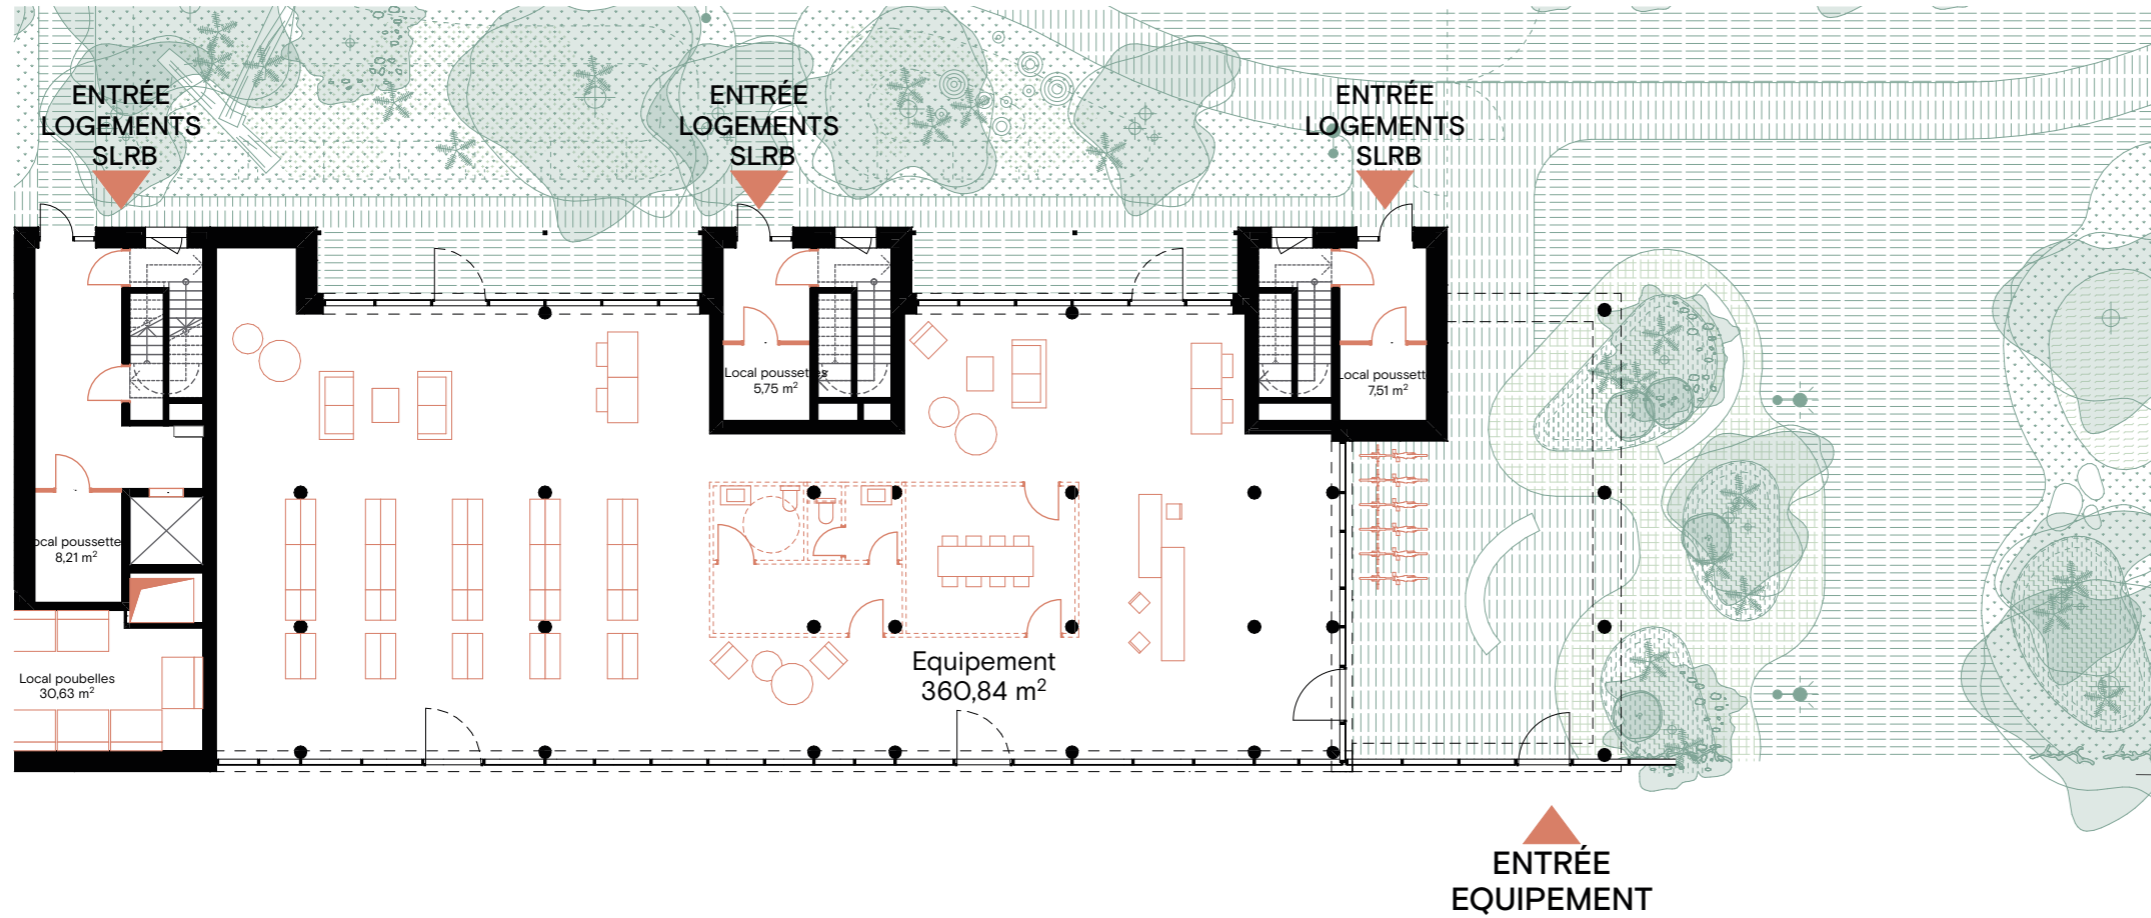 ENTRÉE
LOGEMENTS
SLRB
ENTRÉE
LOGEMENTS
SLRB
ENTRÉE
LOGEMENTS
SLRB
Local poussettes
5,75 m²
Local poussett
7,51 m²
ocal poussette
8,21 m²
Local poubelles
30,63 m²
Equipement
360,84 m²
ENTRÉE
EQUIPEMENT